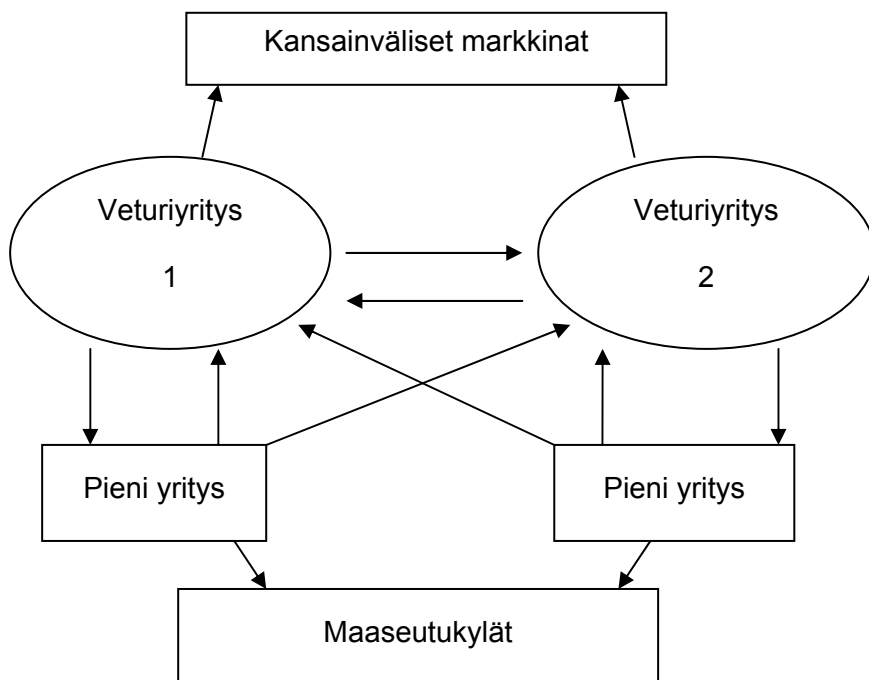 Kansainväliset markkinat
Veturiyritys
1
Veturiyritys
2
Pieni yritys
Pieni yritys
Maaseutukylät